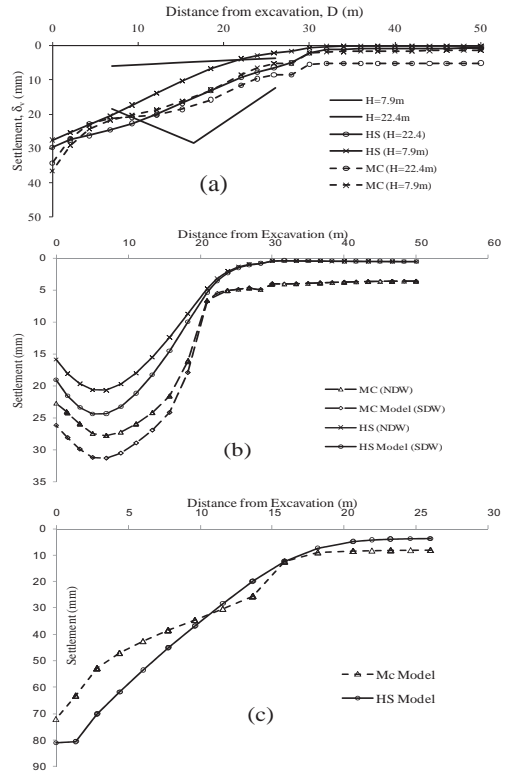 Distance from excavation, D (m)
0 10 20 30 40 50
0
10
20
30
40
50
Settlement, δv (mm)
H=7.9m
H=22.4m
HS (H=22.4)
HS (H=7.9m)
MC (H=22.4m)
MC (H=7.9m)
(a)
Distance from Excavation (m)
0 10 20 30 40 50 60
0
5
10
15
20
25
30
35
Settlement (mm)
MC (NDW)
MC Model (SDW)
HS (NDW)
HS Model (SDW)
(b)
Distance from Excavation (m)
0 5 10 15 20 25 30
0
10
20
30
40
50
60
70
80
90
Settlement (mm)
Mc Model
HS Model
(c)